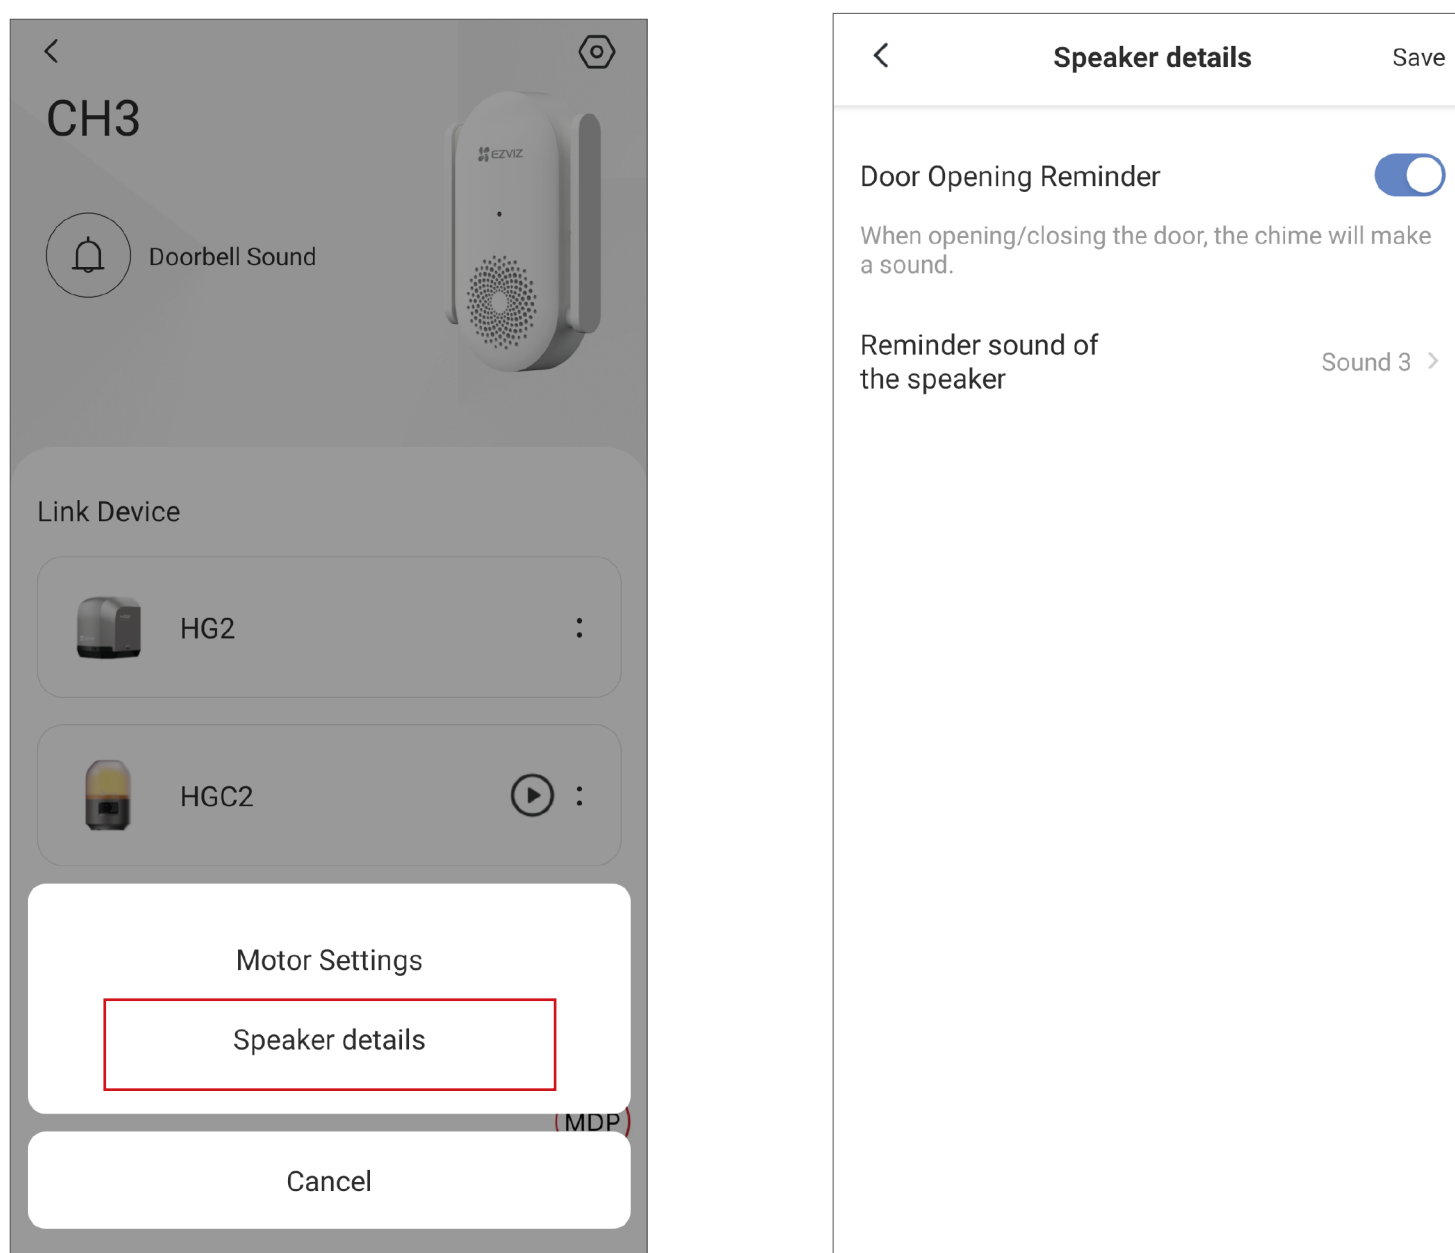 CH3
EZVIZ
Doorbell Sound
Link Device
HG2
HGC2
Motor Settings
Speaker details
MDP
Cancel
Speaker details
Save
Door Opening Reminder
When opening/closing the door, the chime will make
a sound.
Reminder sound of
the speaker
Sound 3